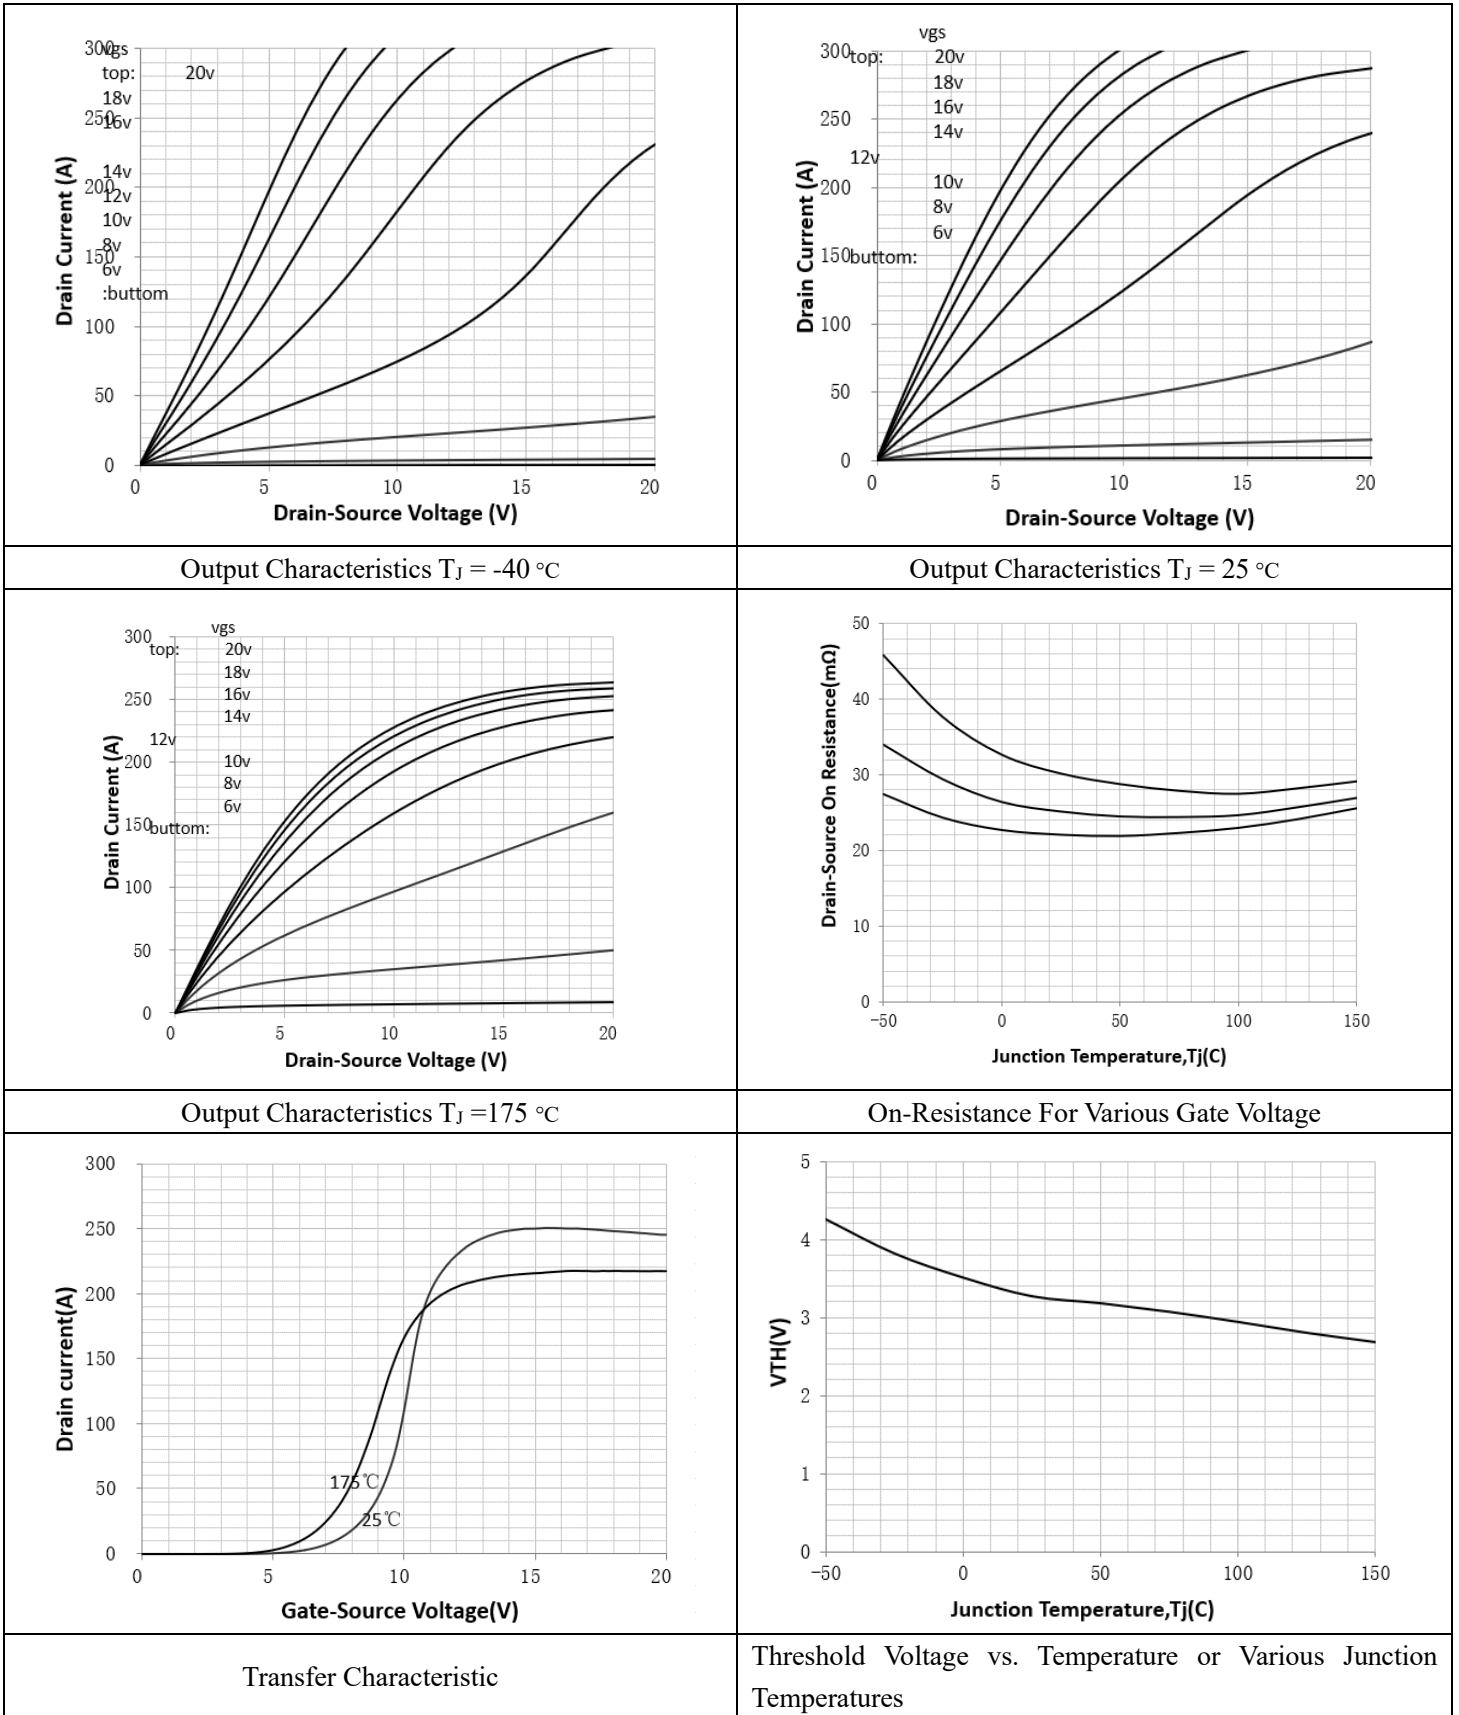 vgs
300
top: 20v
18v
250
16v
14v
200
12v
10v
8v
150
6v
:buttom
100
50
0
0 5 10 15 20
Drain Current (A)
Drain-Source Voltage (V)
Output Characteristics TJ = -40 °C
vgs
300
top: 20v
18v
16v
250
14v
12v
200
10v
8v
6v
150
buttom:
100
50
0
0 5 10 15 20
Drain Current (A)
Drain-Source Voltage (V)
Output Characteristics TJ = 25 °C
vgs
300
top: 20v
18v
250
16v
14v
12v
200
10v
8v
6v
150
buttom:
100
50
0
0 5 10 15 20
Drain Current (A)
Drain-Source Voltage (V)
Output Characteristics TJ =175 °C
50
40
30
20
10
0
−50 0 50 100 150
Drain-Source On Resistance(mΩ)
Junction Temperature,Tj(C)
On-Resistance For Various Gate Voltage
300
250
200
150
100
50
0
175℃
25℃
0 5 10 15 20
Drain current(A)
Gate-Source Voltage(V)
Transfer Characteristic
5
4
3
2
1
0
−50 0 50 100 150
VTH(V)
Junction Temperature,Tj(C)
Threshold Voltage vs. Temperature or Various Junction
Temperatures